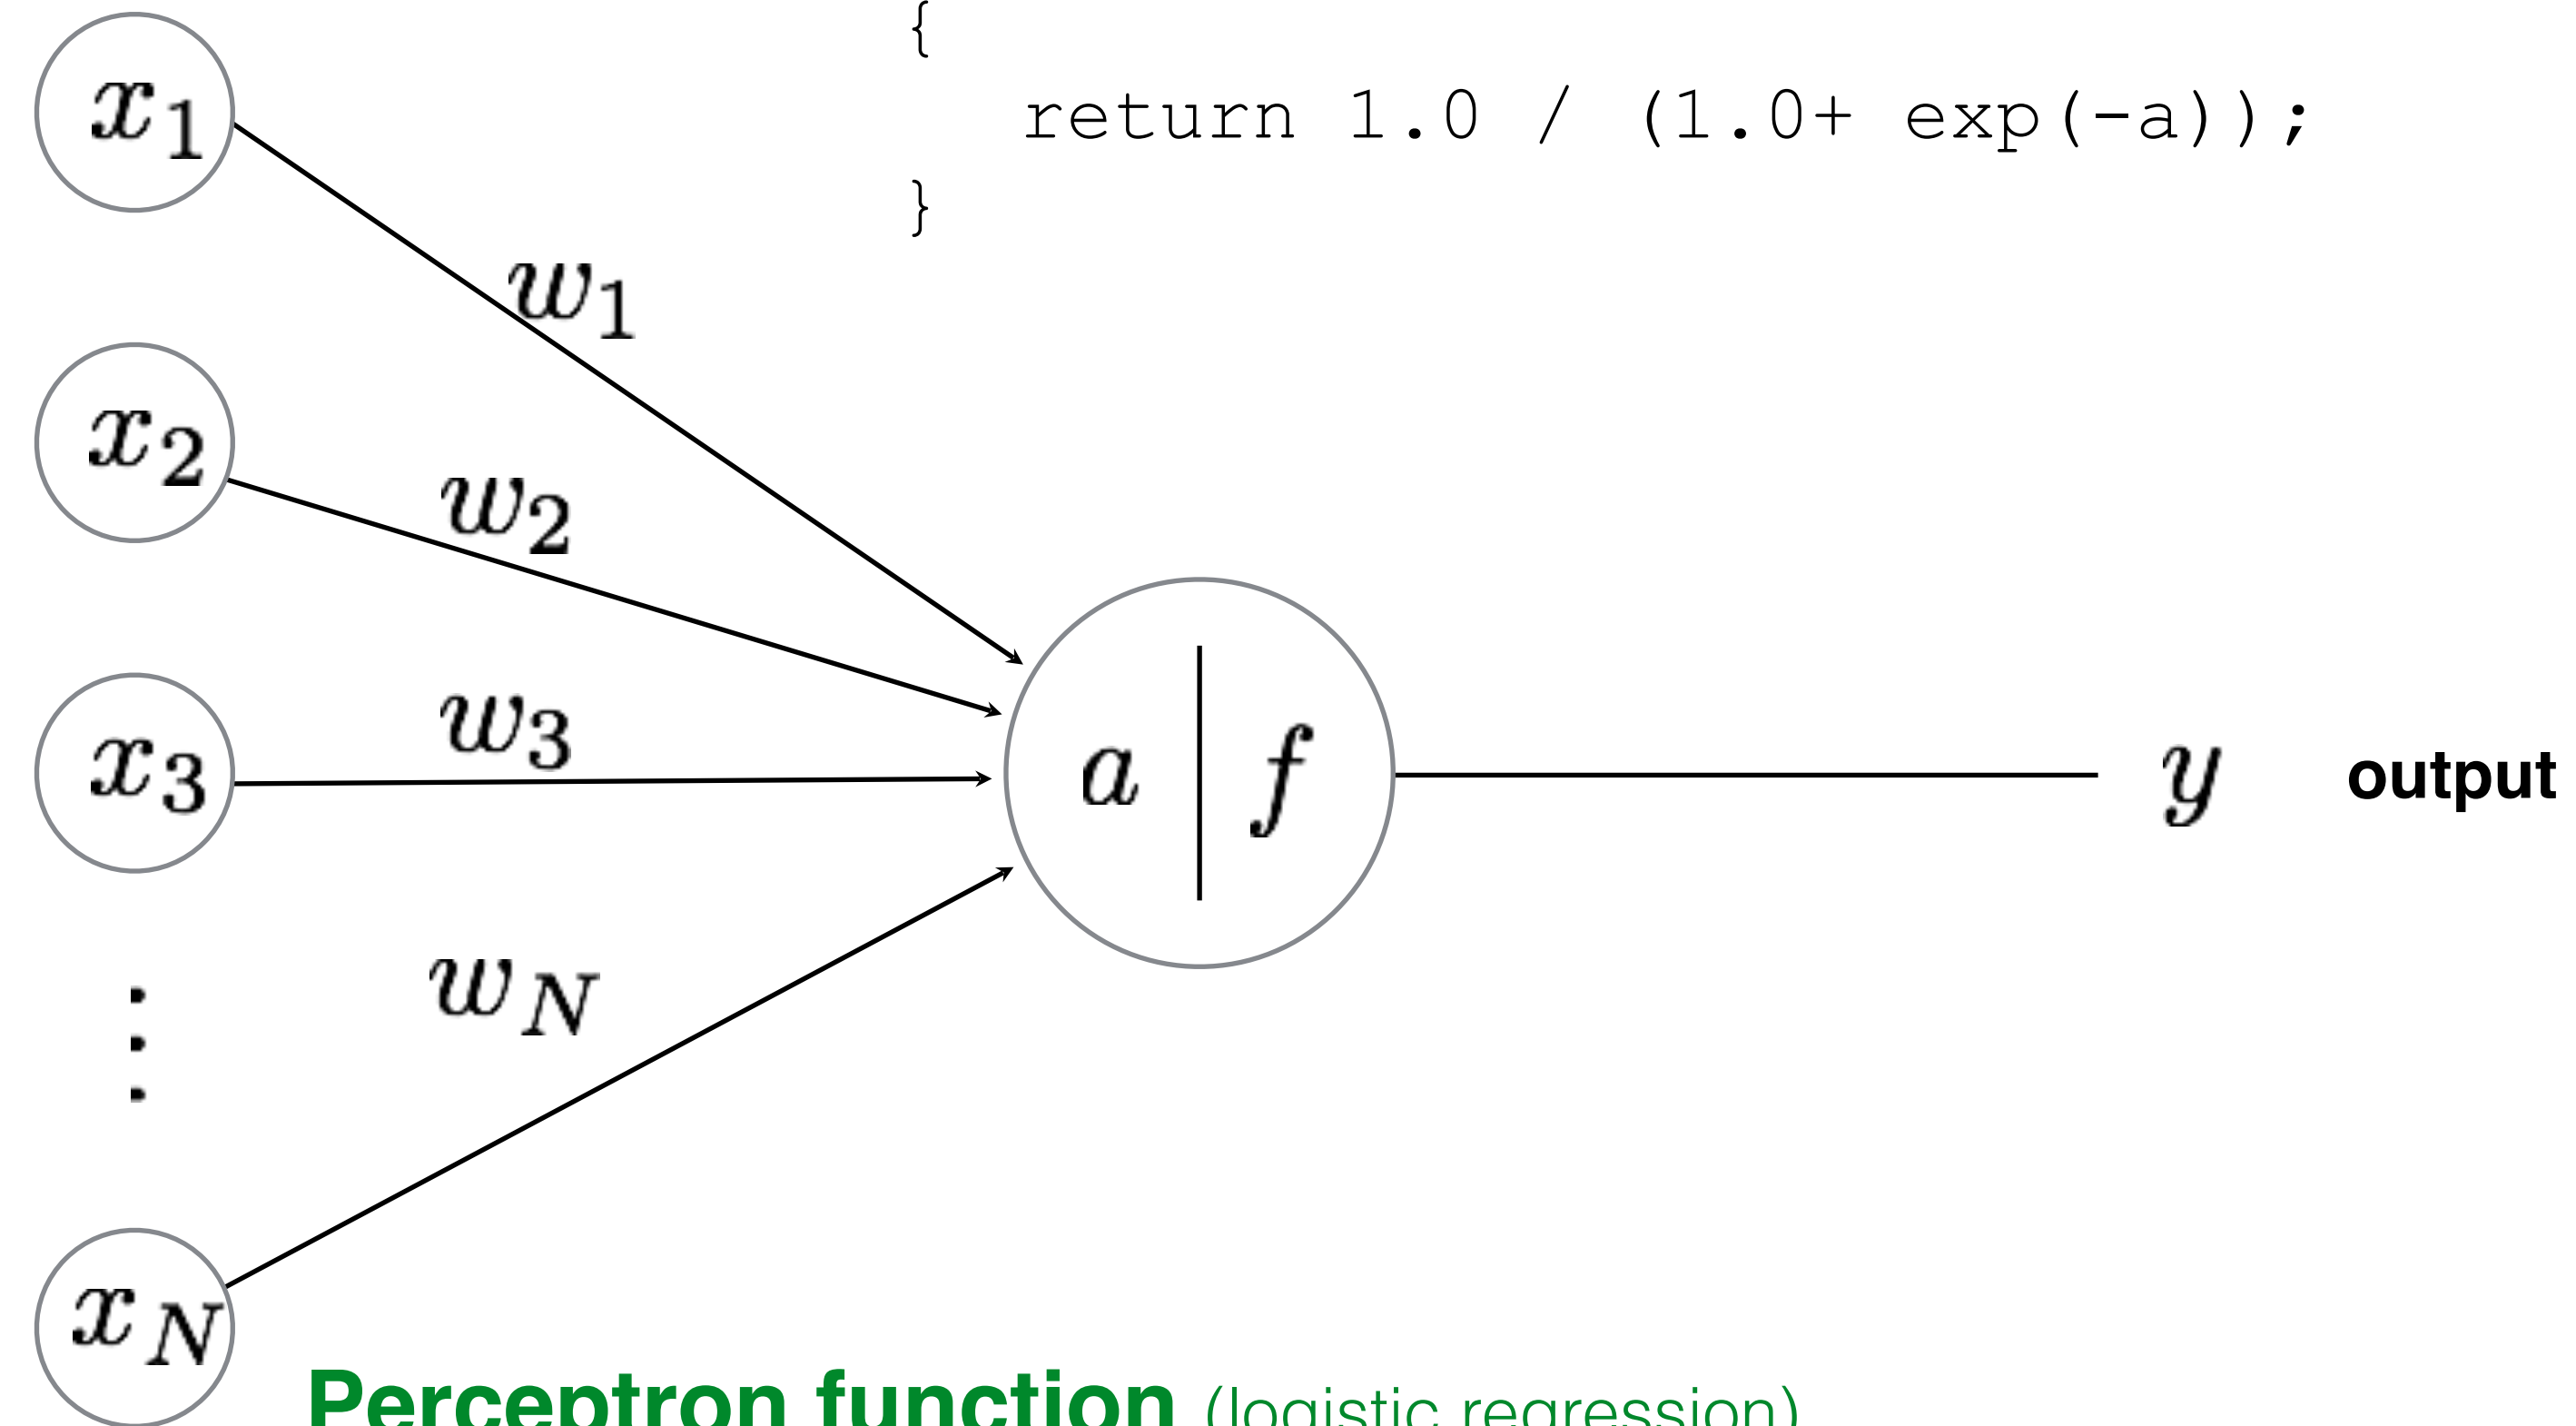 {
return 1.0 / (1.0+ exp(-a));
}
x1
w1
x2
w2
x3
w3
a | f
y output
wN
⋮
xN
Perceptron function (logistic regression)